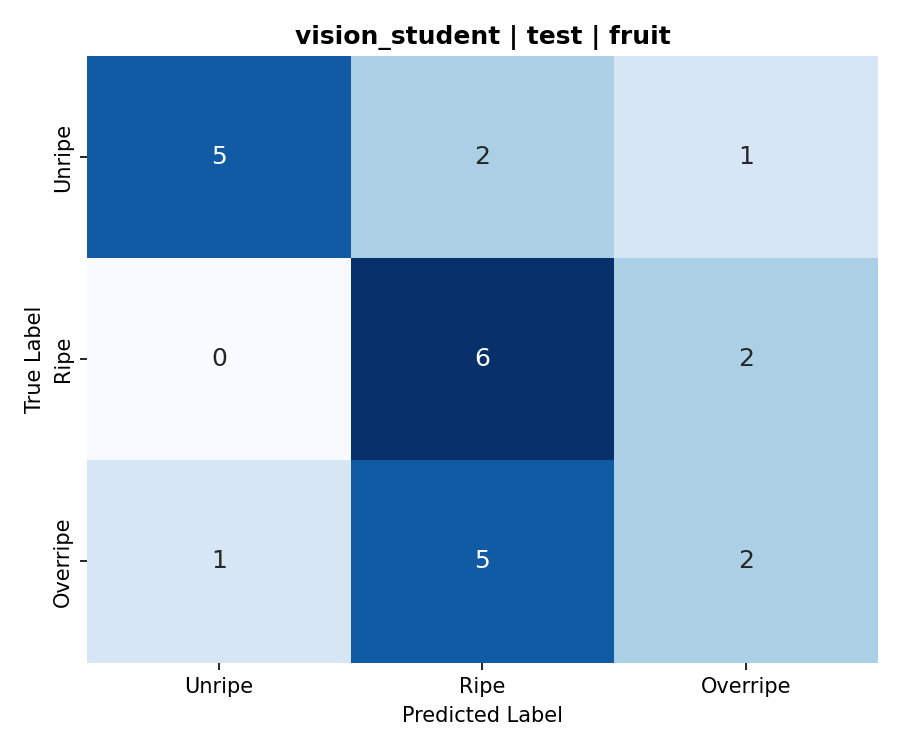 vision_student | test | fruit
True Label
Unripe
5 2 1
Ripe
0 6 2
Overripe
1 5 2
Unripe Ripe Overripe
Predicted Label